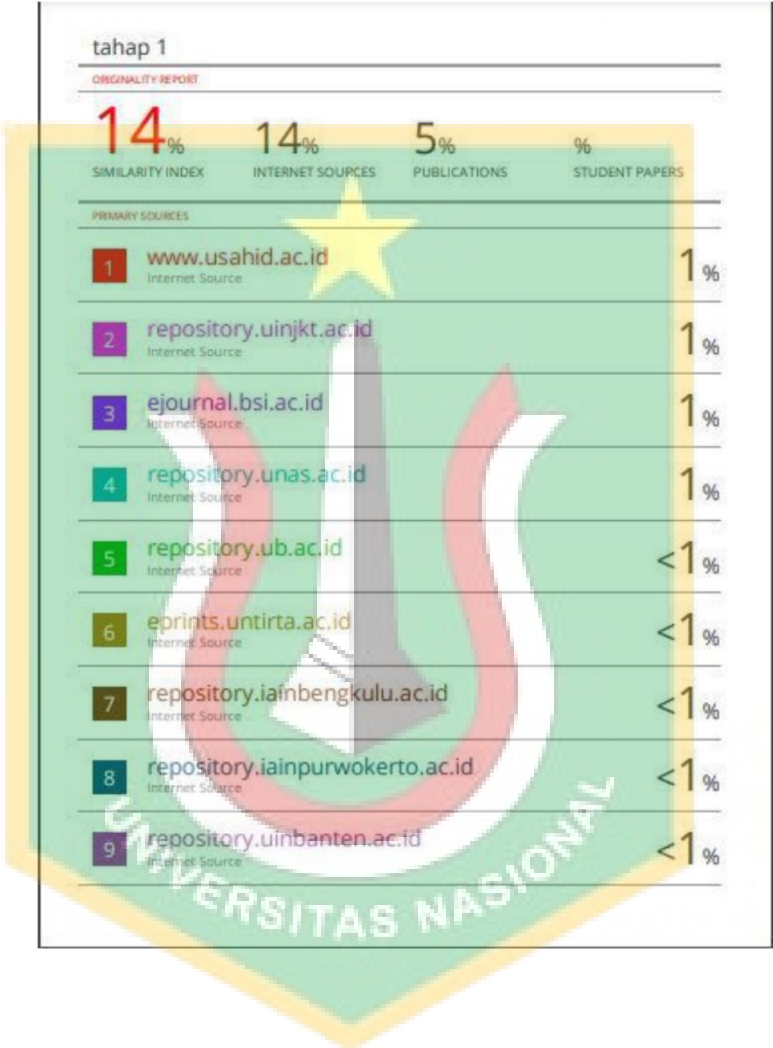 tahap 1
ORIGINALITY REPORT
14% 14% 5% %
SIMILARITY INDEX INTERNET SOURCES PUBLICATIONS STUDENT PAPERS
PRIMARY SOURCES
1 www.usahid.ac.id 1%
Internet Source
2 repository.uinjkt.ac.id 1%
Internet Source
3 ejournal.bsi.ac.id 1%
Internet Source
4 repository.unas.ac.id 1%
Internet Source
5 repository.ub.ac.id <1%
Internet Source
6 eprints.untirta.ac.id <1%
Internet Source
7 repository.iainbengkulu.ac.id <1%
Internet Source
8 repository.iainpurwokerto.ac.id <1%
Internet Source
9 repository.uinbanten.ac.id <1%
Internet Source
UNIVERSITAS NASIONAL